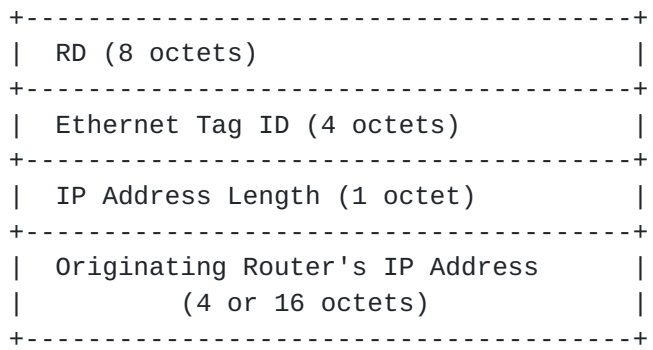 RD (8 octets)
Ethernet Tag ID (4 octets)
IP Address Length (1 octet)
Originating Router's IP Address
(4 or 16 octets)